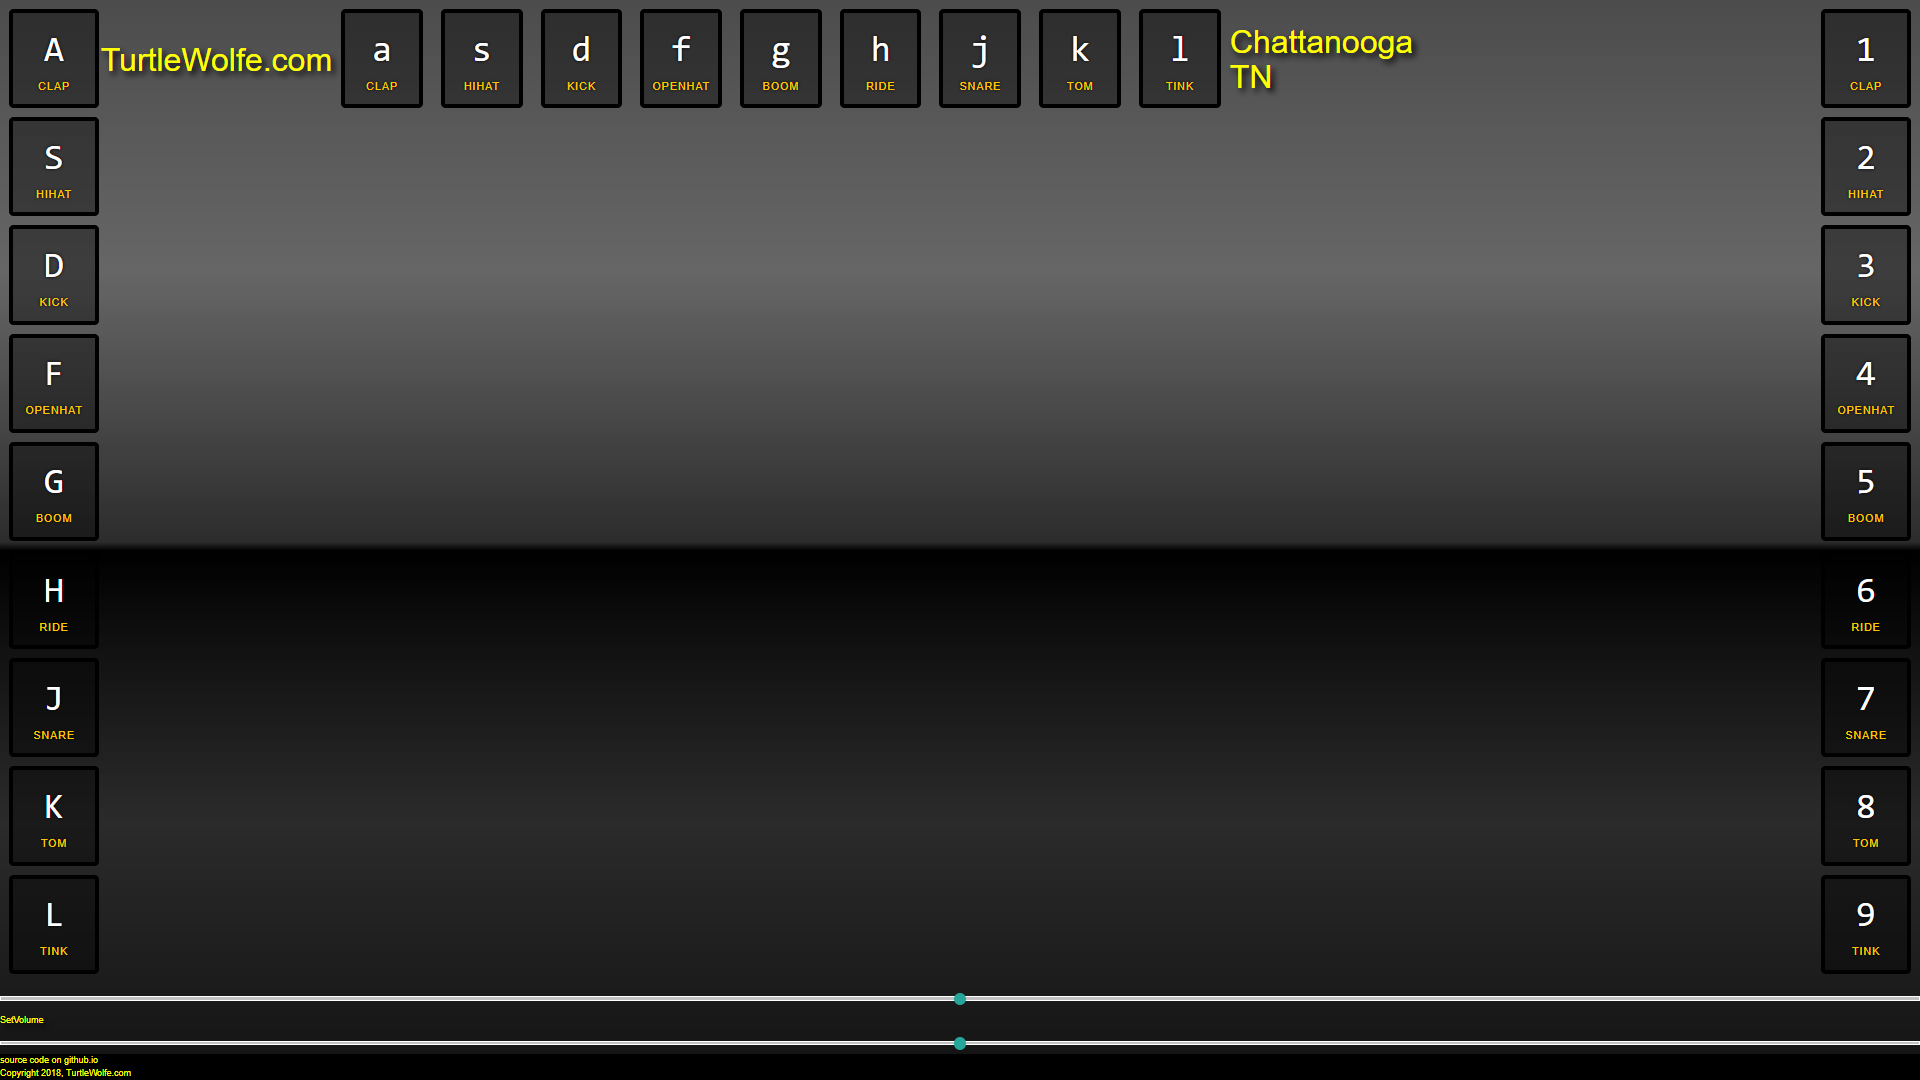 A
CLAP
TurtleWolfe.com
a
CLAP
s
HIHAT
d
KICK
f
OPENHAT
g
BOOM
h
RIDE
j
SNARE
k
TOM
l
TINK
Chattanooga
TN
1
CLAP
S
HIHAT
2
HIHAT
D
KICK
3
KICK
F
OPENHAT
4
OPENHAT
G
BOOM
5
BOOM
H
RIDE
6
RIDE
J
SNARE
7
SNARE
K
TOM
8
TOM
L
TINK
9
TINK
SetVolume
source code on github.io
Copyright 2018, TurtleWolfe.com